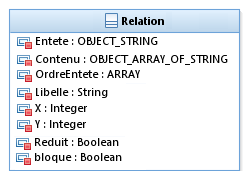 Relation
Entete : OBJECT_STRING
Contenu : OBJECT_ARRAY_OF_STRING
OrdreEntete : ARRAY
Libelle : String
X : Integer
Y : Integer
Reduit : Boolean
bloque : Boolean